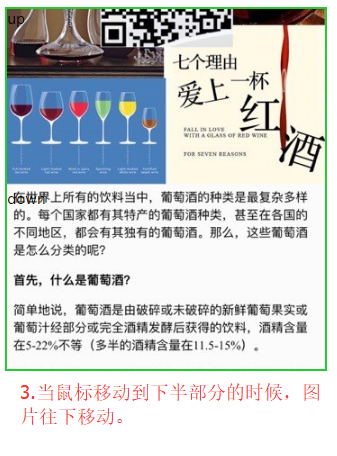 up
七个理由
爱上一杯
红酒
FALL IN LOVE
WITH A GLASS OF RED WINE
FOR SEVEN REASONS
down
在世界上所有的饮料当中，葡萄酒的种类是最复杂多样
的。每个国家都有其特产的葡萄酒种类，甚至在各国的
不同地区，都会有其独有的葡萄酒。那么，这些葡萄酒
是怎么分类的呢？
首先，什么是葡萄酒？
简单地说，葡萄酒是由破碎或未破碎的新鲜葡萄果实或
葡萄汁经部分或完全酒精发酵后获得的饮料，酒精含量
在5-22%不等（多半的酒精含量在11.5-15%）。
3.当鼠标移动到下半部分的时候，图
片往下移动。